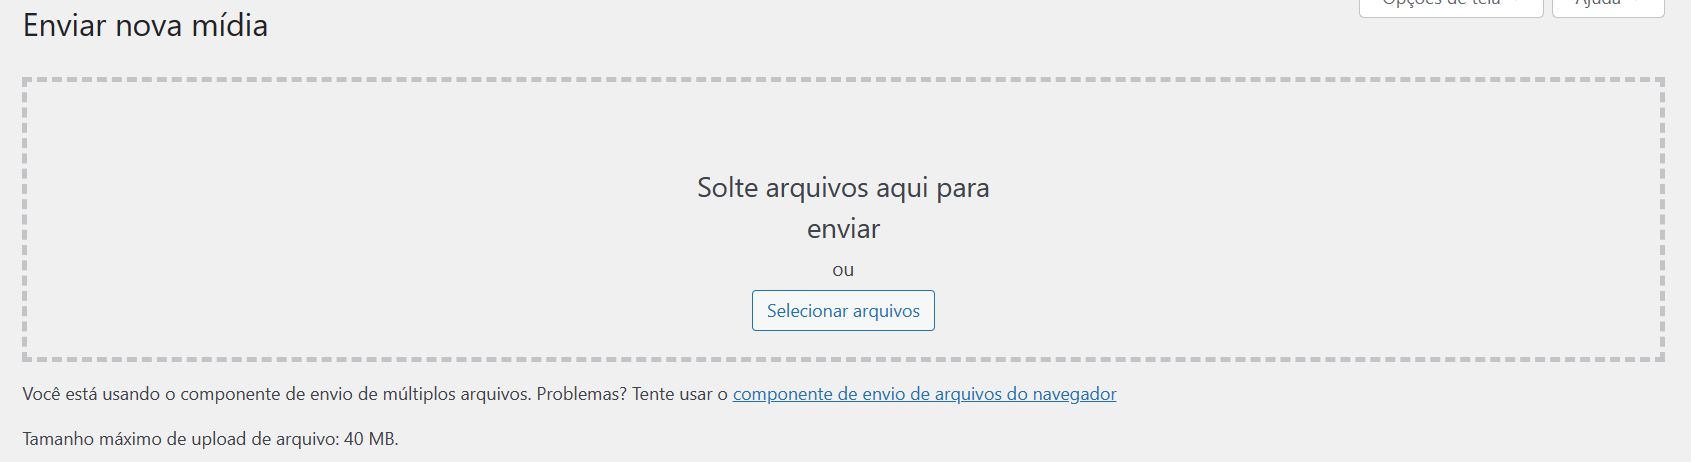 Opções de tela
Ajuda
Enviar nova mídia
Solte arquivos aqui para
enviar
ou
Selecionar arquivos
Você está usando o componente de envio de múltiplos arquivos. Problemas? Tente usar o componente de envio de arquivos do navegador
Tamanho máximo de upload de arquivo: 40 MB.